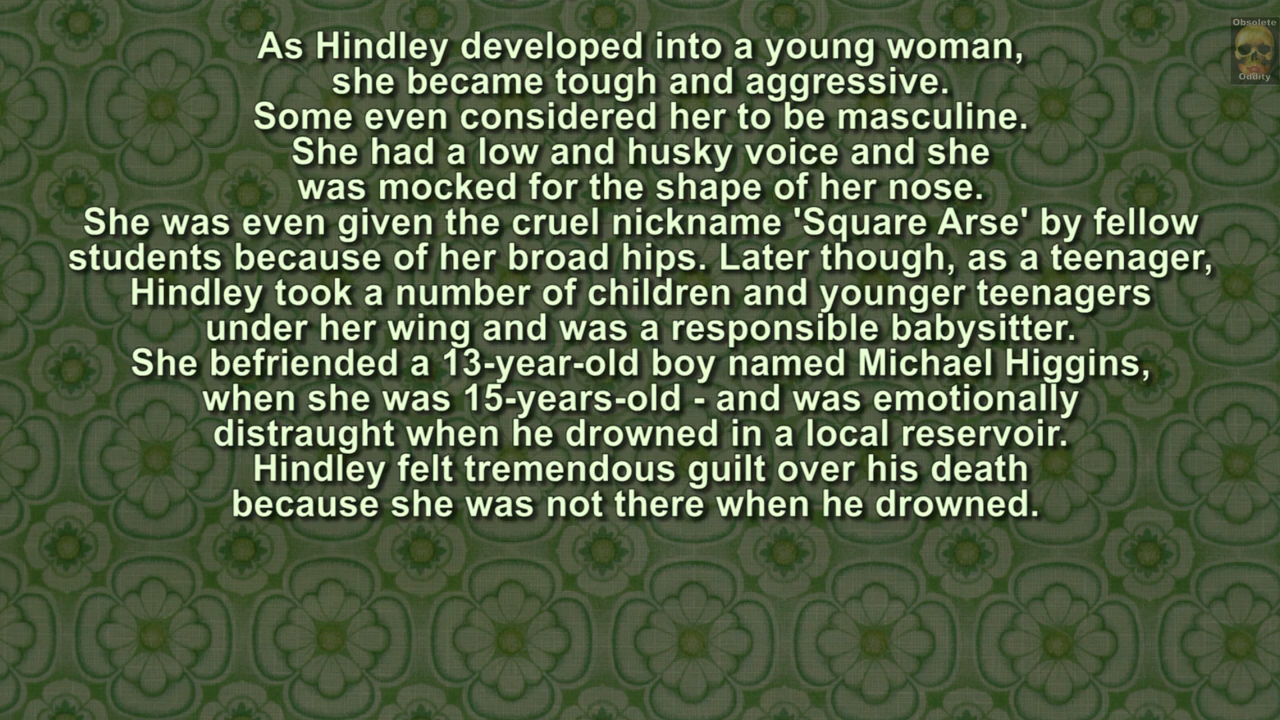 Obsolete
Oddity
As Hindley developed into a young woman,
she became tough and aggressive.
Some even considered her to be masculine.
She had a low and husky voice and she
was mocked for the shape of her nose.
She was even given the cruel nickname 'Square Arse' by fellow
students because of her broad hips. Later though, as a teenager,
Hindley took a number of children and younger teenagers
under her wing and was a responsible babysitter.
She befriended a 13-year-old boy named Michael Higgins,
when she was 15-years-old - and was emotionally
distraught when he drowned in a local reservoir.
Hindley felt tremendous guilt over his death
because she was not there when he drowned.